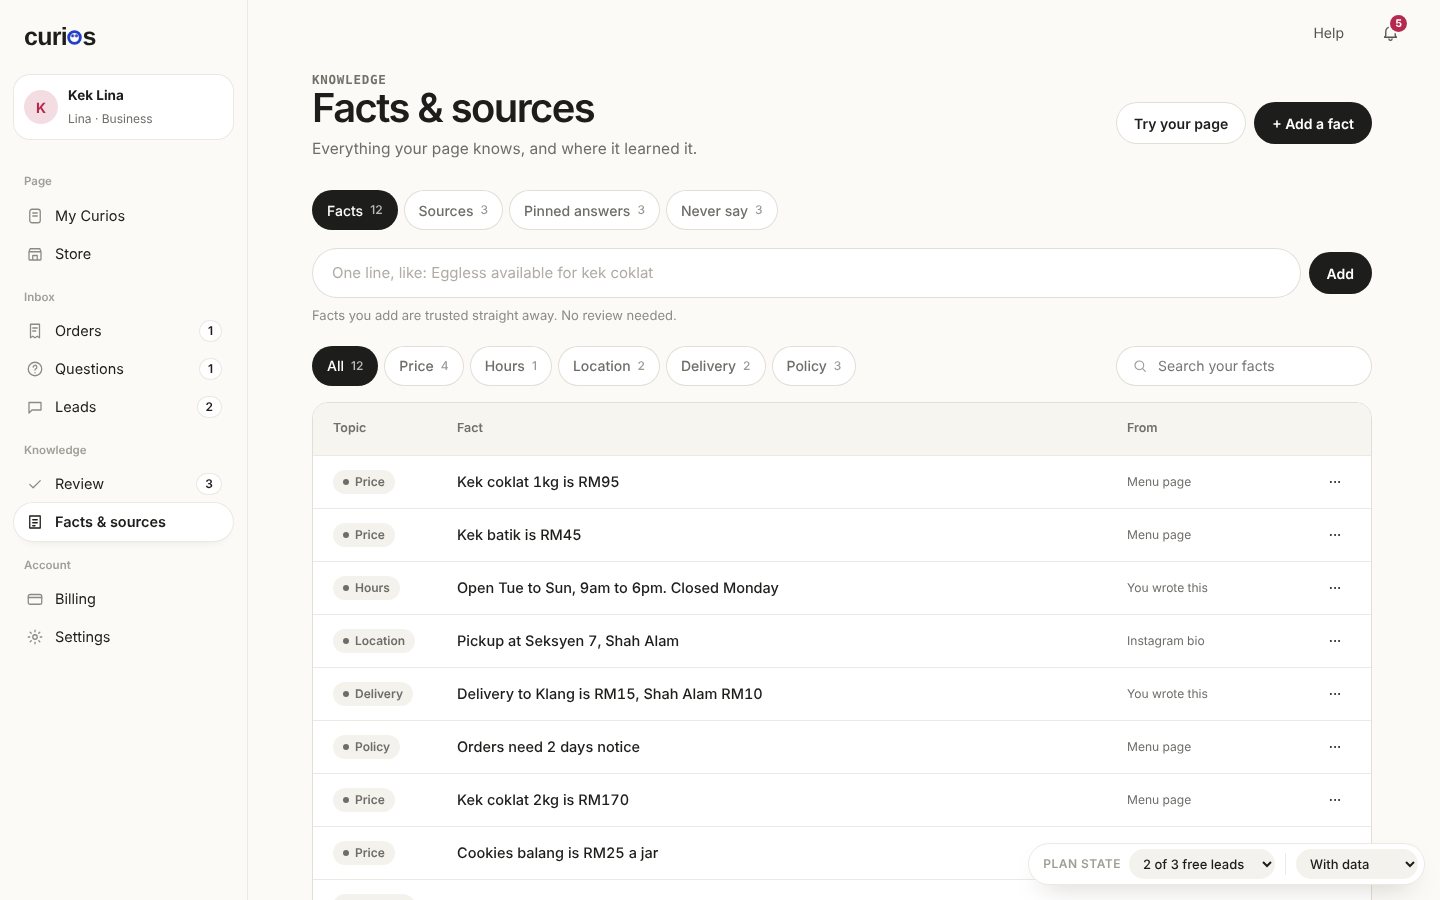 curios
Help
5
K
Kek Lina
Lina · Business
Page
My Curios
Store
Inbox
Orders 1
Questions 1
Leads 2
Knowledge
Review 3
Facts & sources
Account
Billing
Settings
KNOWLEDGE
Facts & sources
Everything your page knows, and where it learned it.
Try your page
+ Add a fact
Facts 12
Sources 3
Pinned answers 3
Never say 3
One line, like: Eggless available for kek coklat
Add
Facts you add are trusted straight away. No review needed.
All 12
Price 4
Hours 1
Location 2
Delivery 2
Policy 3
Search your facts
Topic Fact From
Price Kek coklat 1kg is RM95 Menu page ...
Price Kek batik is RM45 Menu page ...
Hours Open Tue to Sun, 9am to 6pm. Closed Monday You wrote this ...
Location Pickup at Seksyen 7, Shah Alam Instagram bio ...
Delivery Delivery to Klang is RM15, Shah Alam RM10 You wrote this ...
Policy Orders need 2 days notice Menu page ...
Price Kek coklat 2kg is RM170 Menu page ...
Price Cookies balang is RM25 a jar
PLAN STATE 2 of 3 free leads With data